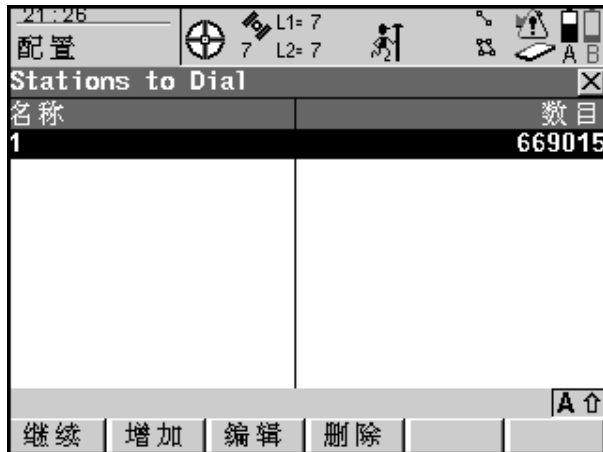 21:26
配置
7 L1= 7
L2= 7
A B
Stations to Dial
名称 数目
1 669015
A
继续 增加 编辑 删除